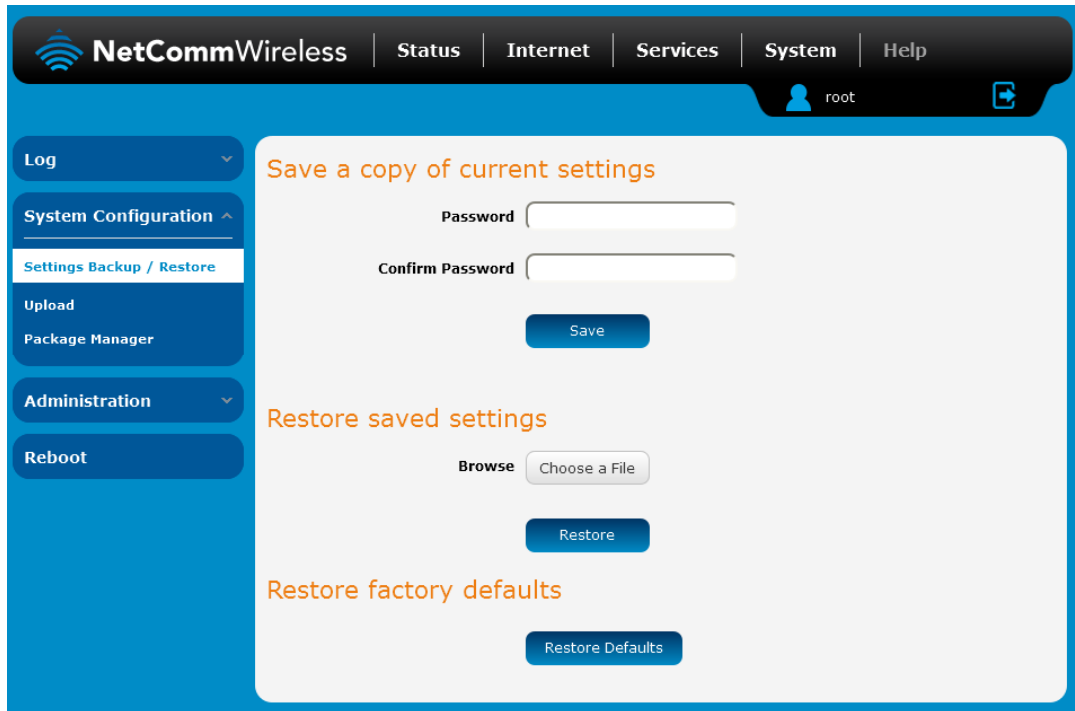 NetCommWireless Status Internet Services System Help
root
Log
System Configuration
Settings Backup / Restore
Upload
Package Manager
Administration
Reboot
Save a copy of current settings
Password
Confirm Password
Save
Restore saved settings
Browse Choose a File
Restore
Restore factory defaults
Restore Defaults